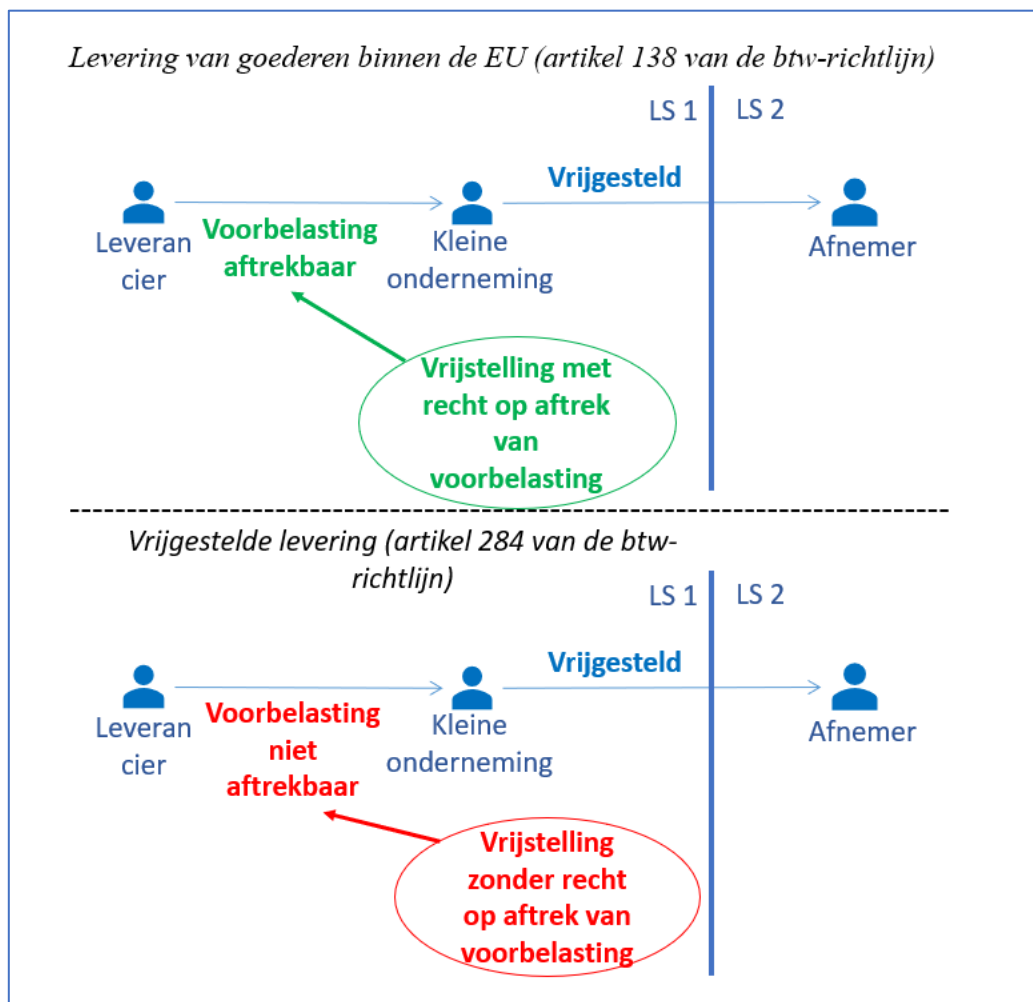 Levering van goederen binnen de EU (artikel 138 van de btw-richtlijn)
LS 1
LS 2
Vrijgesteld
Leveran
cier
Voorbelasting
aftrekbaar
Kleine
onderneming
Afnemer
Vrijstelling met
recht op aftrek
van
voorbelasting
Vrijgestelde levering (artikel 284 van de btw-
richtlijn)
LS 1
LS 2
Vrijgesteld
Leveran
cier
Voorbelasting
niet
aftrekbaar
Kleine
onderneming
Afnemer
Vrijstelling
zonder recht
op aftrek van
voorbelasting